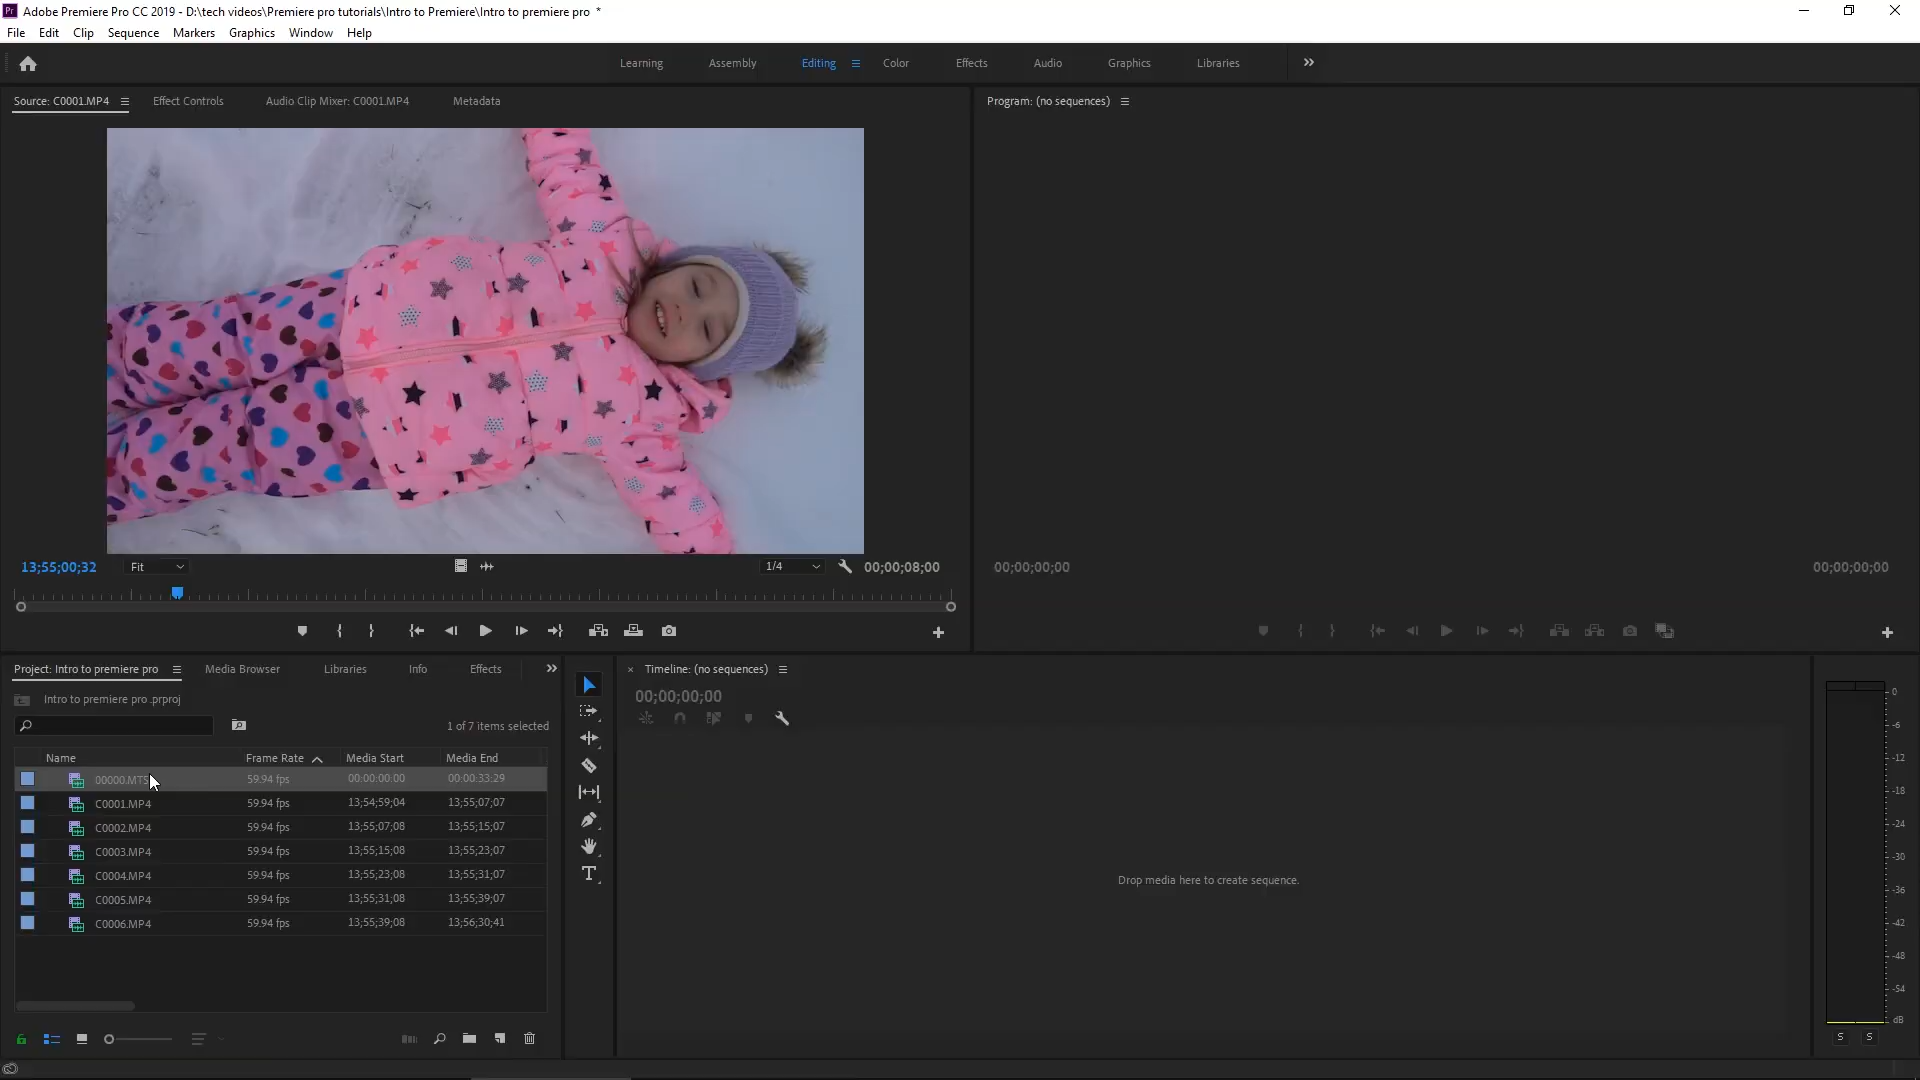 Pr Adobe Premiere Pro CC 2019 - D:\tech videos\Premiere pro tutorials\Intro to Premiere\Intro to premiere pro *
File Edit Clip Sequence Markers Graphics Window Help
Learning Assembly Editing Color Effects Audio Graphics Libraries
Source: C0001.MP4 Effect Controls Audio Clip Mixer: C0001.MP4 Metadata
Program: (no sequences)
13;55;00;32 Fit 1/4 00;00;08;00
00;00;00;00 00;00;00;00
Project: Intro to premiere pro Media Browser Libraries Info Effects
Intro to premiere pro .prproj
1 of 7 items selected
Name Frame Rate Media Start Media End
00000.MTS 59.94 fps 00:00:00:00 00:00:33:29
C0001.MP4 59.94 fps 13;54;59;04 13;55;07;07
C0002.MP4 59.94 fps 13;55;07;08 13;55;15;07
C0003.MP4 59.94 fps 13;55;15;08 13;55;23;07
C0004.MP4 59.94 fps 13;55;23;08 13;55;31;07
C0005.MP4 59.94 fps 13;55;31;08 13;55;39;07
C0006.MP4 59.94 fps 13;55;39;08 13;56;30;41
Timeline: (no sequences)
00;00;00;00
Drop media here to create sequence.
0
-6
-12
-18
-24
-30
-36
-42
-48
-54
dB
S S